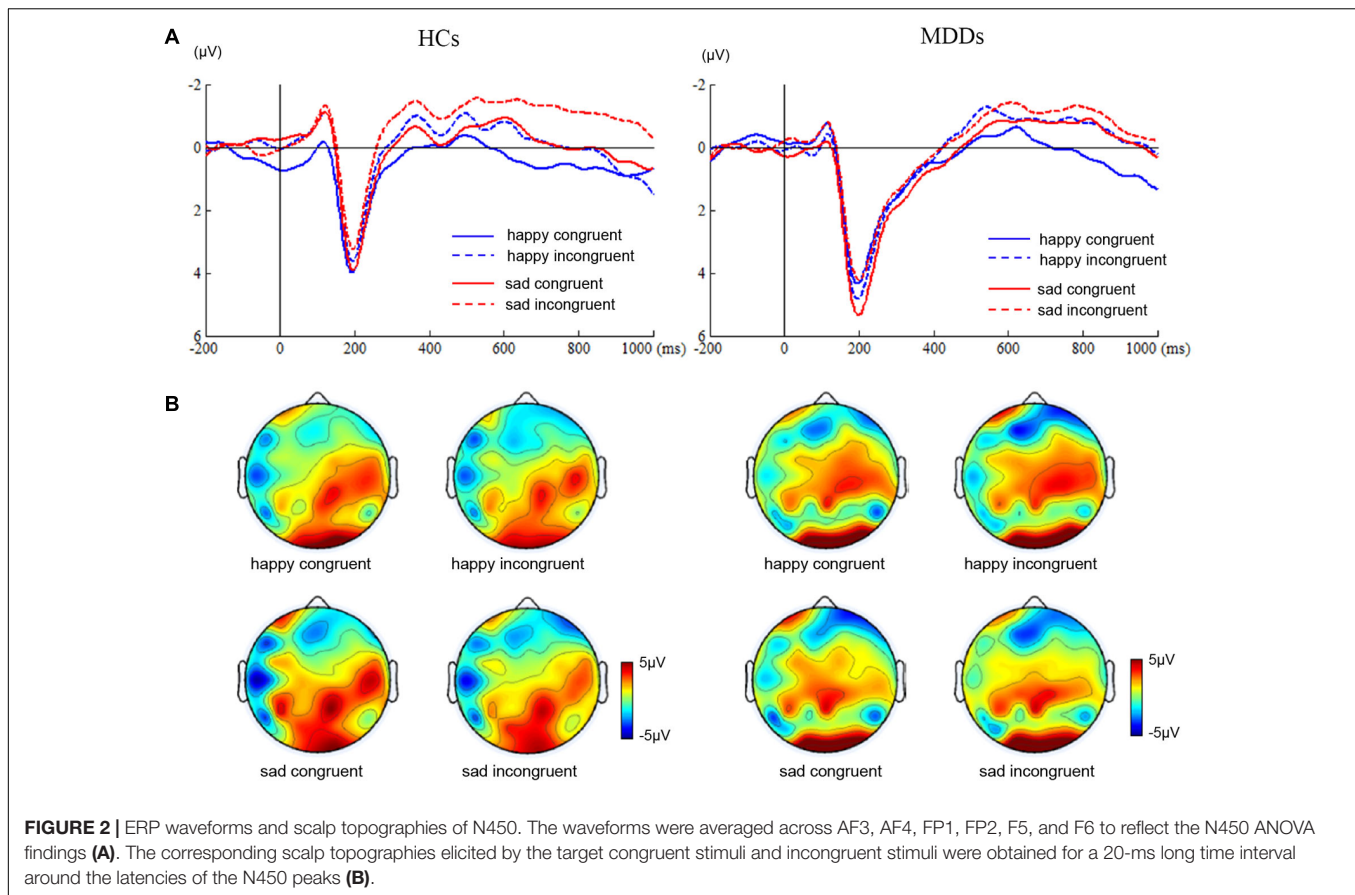 A
HCs
MDDs
(µV)
(µV)
-2
0
2
4
6
-200 0 200 400 600 800 1000 (ms)
happy congruent
happy incongruent
sad congruent
sad incongruent
-2
0
2
4
6
-200 0 200 400 600 800 1000 (ms)
happy congruent
happy incongruent
sad congruent
sad incongruent
B
happy congruent
happy incongruent
happy congruent
happy incongruent
5µV
-5µV
5µV
-5µV
sad congruent
sad incongruent
sad congruent
sad incongruent
FIGURE 2 | ERP waveforms and scalp topographies of N450. The waveforms were averaged across AF3, AF4, FP1, FP2, F5, and F6 to reflect the N450 ANOVA
findings (A). The corresponding scalp topographies elicited by the target congruent stimuli and incongruent stimuli were obtained for a 20-ms long time interval
around the latencies of the N450 peaks (B).